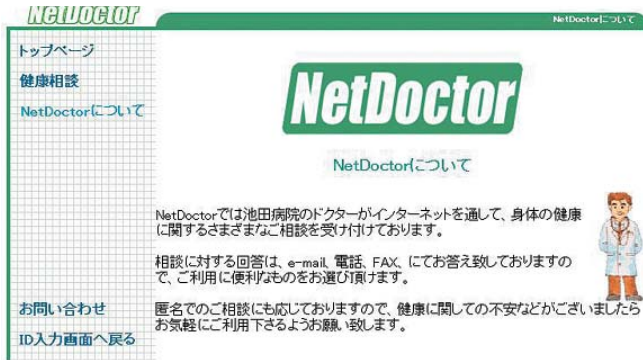 NetDoctor
NetDoctorについて
トップページ
健康相談
NetDoctorについて
お問い合わせ
ID入力画面へ戻る
NetDoctor
NetDoctorについて
NetDoctorでは池田病院のドクターがインターネットを通して、身体の健康
に関するさまざまなご相談を受け付けております。
相談に対する回答は、e-mail、電話、FAX、にてお答え致しておりますの
で、ご利用に便利なものをお選び頂けます。
匿名でのご相談にも応じておりますので、健康に関しての不安などがございましたら
お気軽にご利用下さるようお願い致します。